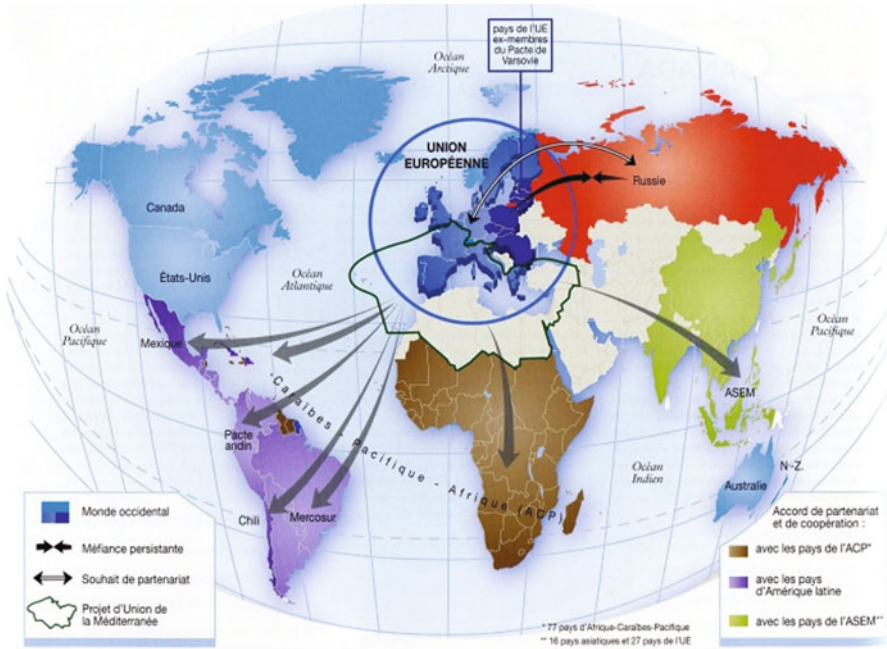 pays de l'UE
ex-membres
du Pacte de
Varsovie
Océan
Arctique
UNION
EUROPÉENNE
Russie
Canada
États-Unis
Océan
Atlantique
Océan
Pacifique
Océan
Pacifique
Mexique
ASEM
Caraïbes - Pacifique - Afrique (ACP)
Pacte
andin
Océan
Indien
N-Z.
Australie
Chili
Mercosur
Monde occidental
Méfiance persistante
Souhait de partenariat
Projet d'Union de
la Méditerranée
Accord de partenariat
et de coopération :
avec les pays de l'ACP*
avec les pays
d'Amérique latine
avec les pays de l'ASEM**
* 77 pays d'Afrique-Caraïbes-Pacifique
** 16 pays asiatiques et 27 pays de l'UE